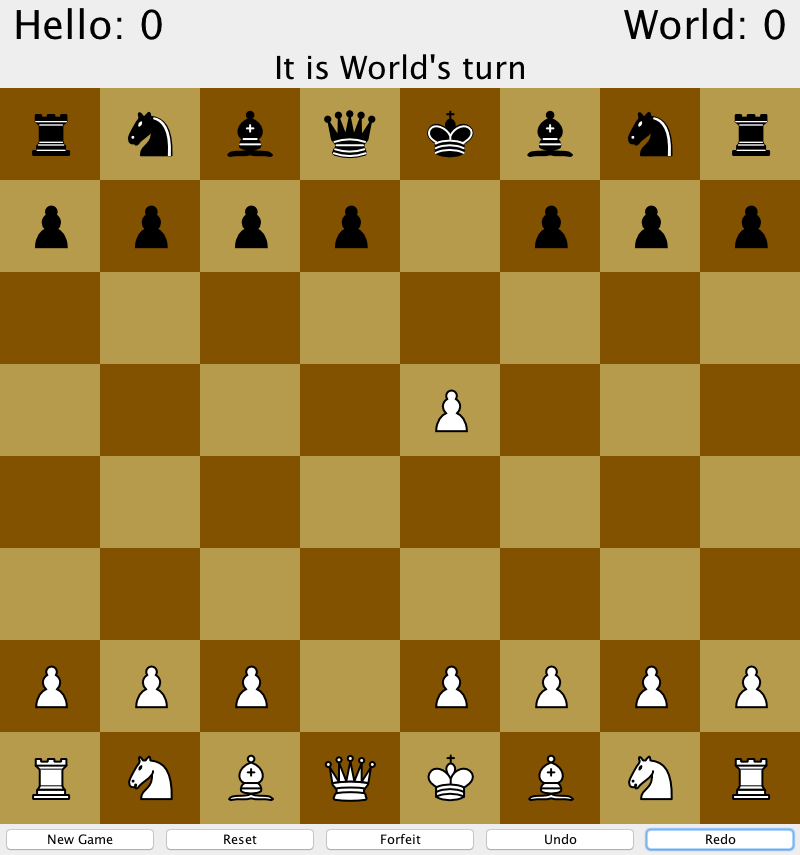 Hello: 0
World: 0
It is World's turn
New Game
Reset
Forfeit
Undo
Redo